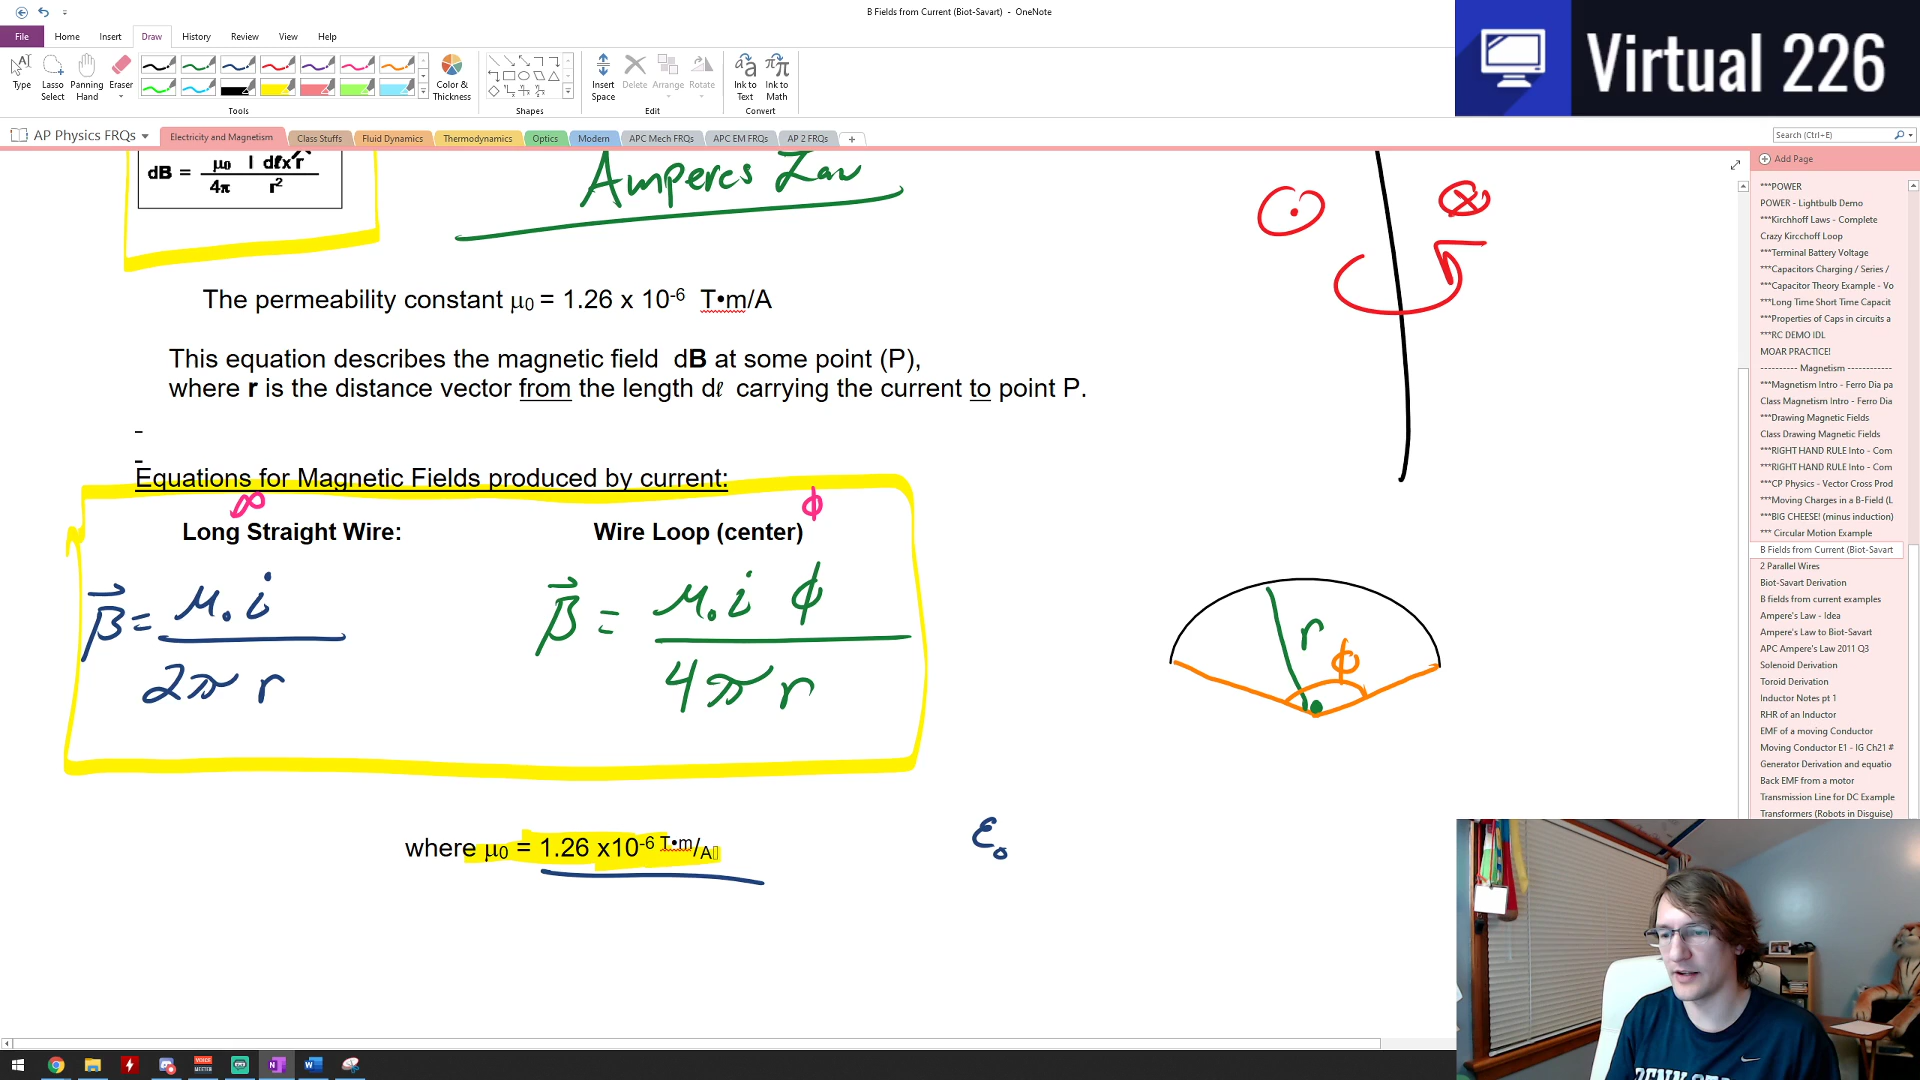 B Fields from Current (Biot-Savart) - OneNote
Virtual 226
File Home Insert Draw History Review View Help
Type
Lasso Select
Panning Hand
Eraser
Color & Thickness
Insert Space
Delete
Arrange
Rotate
Ink to Text
Ink to Math
Tools
Shapes
Edit
Convert
AP Physics FRQs
Electricity and Magnetism
Class Stuffs
Fluid Dynamics
Thermodynamics
Optics
Modern
APC Mech FRQs
APC EM FRQs
AP 2 FRQs
Search (Ctrl+E)
dB = μ0 I dℓxr / 4π r²
Amperes Law
The permeability constant μ0 = 1.26 x 10-6 T•m/A
This equation describes the magnetic field dB at some point (P),
where r is the distance vector from the length dℓ carrying the current to point P.
Equations for Magnetic Fields produced by current:
∞
ϕ
Long Straight Wire:
Wire Loop (center)
B = μ0 i / 2π r
B = μ0 i ϕ / 4π r
r
ϕ
where μ0 = 1.26 x10-6 T•m/A
ε0
Add Page
***POWER
POWER - Lightbulb Demo
***Kirchhoff Laws - Complete
Crazy Kircchoff Loop
***Terminal Battery Voltage
***Capacitors Charging / Series /
***Capacitor Theory Example - Vo
***Long Time Short Time Capacit
***Properties of Caps in circuits a
***RC DEMO IDL
MOAR PRACTICE!
---------- Magnetism ------------
***Magnetism Intro - Ferro Dia pa
Class Magnetism Intro - Ferro Dia
***Drawing Magnetic Fields
Class Drawing Magnetic Fields
***RIGHT HAND RULE Into - Com
***RIGHT HAND RULE Into - Com
***CP Physics - Vector Cross Prod
***Moving Charges in a B-Field (L
***BIG CHEESE! (minus induction)
*** Circular Motion Example
B Fields from Current (Biot-Savart
2 Parallel Wires
Biot-Savart Derivation
B fields from current examples
Ampere's Law - Idea
Ampere's Law to Biot-Savart
APC Ampere's Law 2011 Q3
Solenoid Derivation
Toroid Derivation
Inductor Notes pt 1
RHR of an Inductor
EMF of a moving Conductor
Moving Conductor E1 - IG Ch21 #
Generator Derivation and equatio
Back EMF from a motor
Transmission Line for DC Example
Transformers (Robots in Disguise)